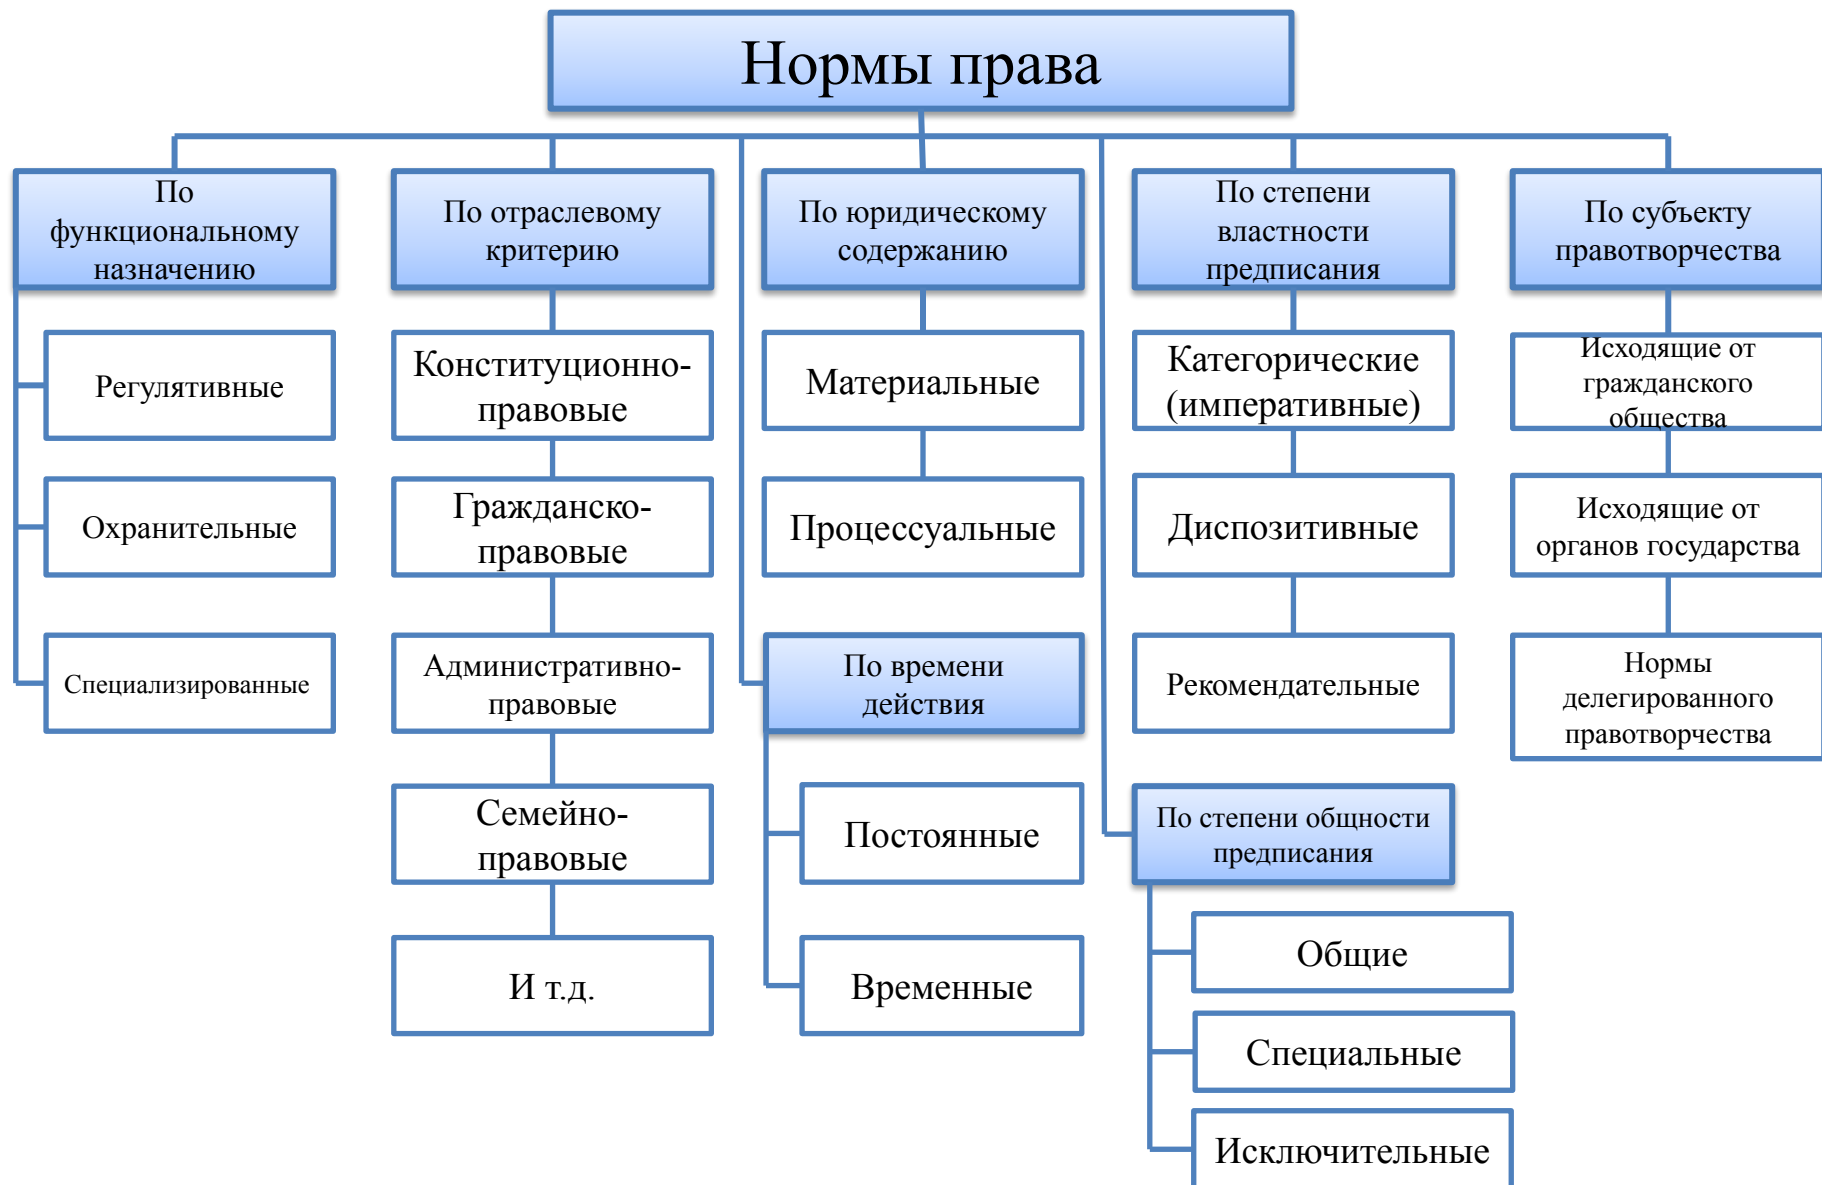 Нормы права
По
функциональному
назначению
Регулятивные
Охранительные
Специализированные
По отраслевому
критерию
Конституционно-
правовые
Гражданско-
правовые
Административно-
правовые
Семейно-
правовые
И т.д.
По юридическому
содержанию
Материальные
Процессуальные
По времени
действия
Постоянные
Временные
По степени
властности
предписания
Категорические
(императивные)
Диспозитивные
Рекомендательные
По степени общности
предписания
Общие
Специальные
Исключительные
По субъекту
правотворчества
Исходящие от
гражданского
общества
Исходящие от
органов государства
Нормы
делегированного
правотворчества